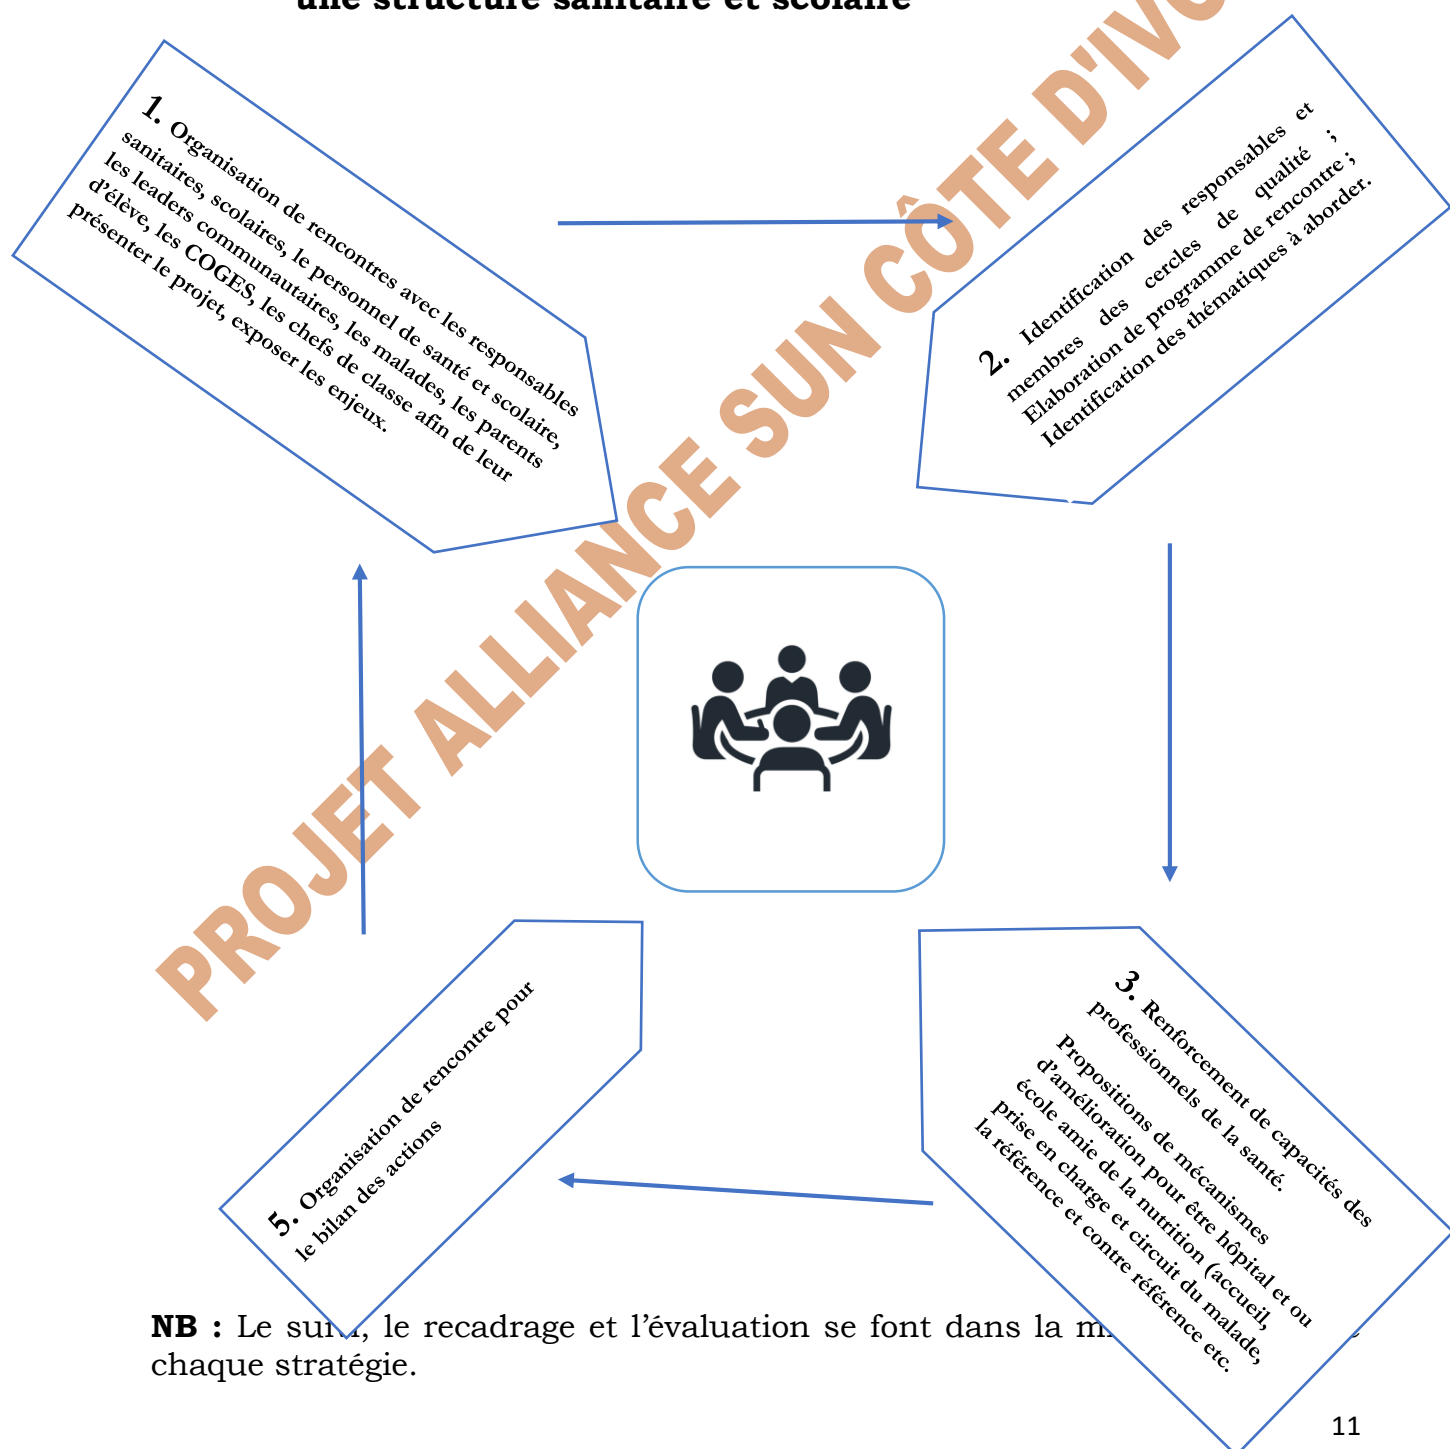 une structure sanitaire et scolaire
1. Organisation de rencontres avec les responsables
sanitaires, scolaires, le personnel de santé et scolaire,
les leaders communautaires, les malades, les parents
d'élève, les COGES, les chefs de classe afin de leur
présenter le projet, exposer les enjeux.
2. Identification des responsables et
membres des cercles de qualité ;
Elaboration de programme de rencontre ;
Identification des thématiques à aborder.
3. Renforcement de capacités des
professionnels de la santé.
Propositions de mécanismes
d'amélioration pour être hôpital et ou
école amie de la nutrition (accueil,
prise en charge et circuit du malade,
la référence et contre référence etc.
5. Organisation de rencontre pour
le bilan des actions
PROJET ALLIANCE SUN CÔTE D'IVO
NB : Le suivi, le recadrage et l'évaluation se font dans la
chaque stratégie.
11